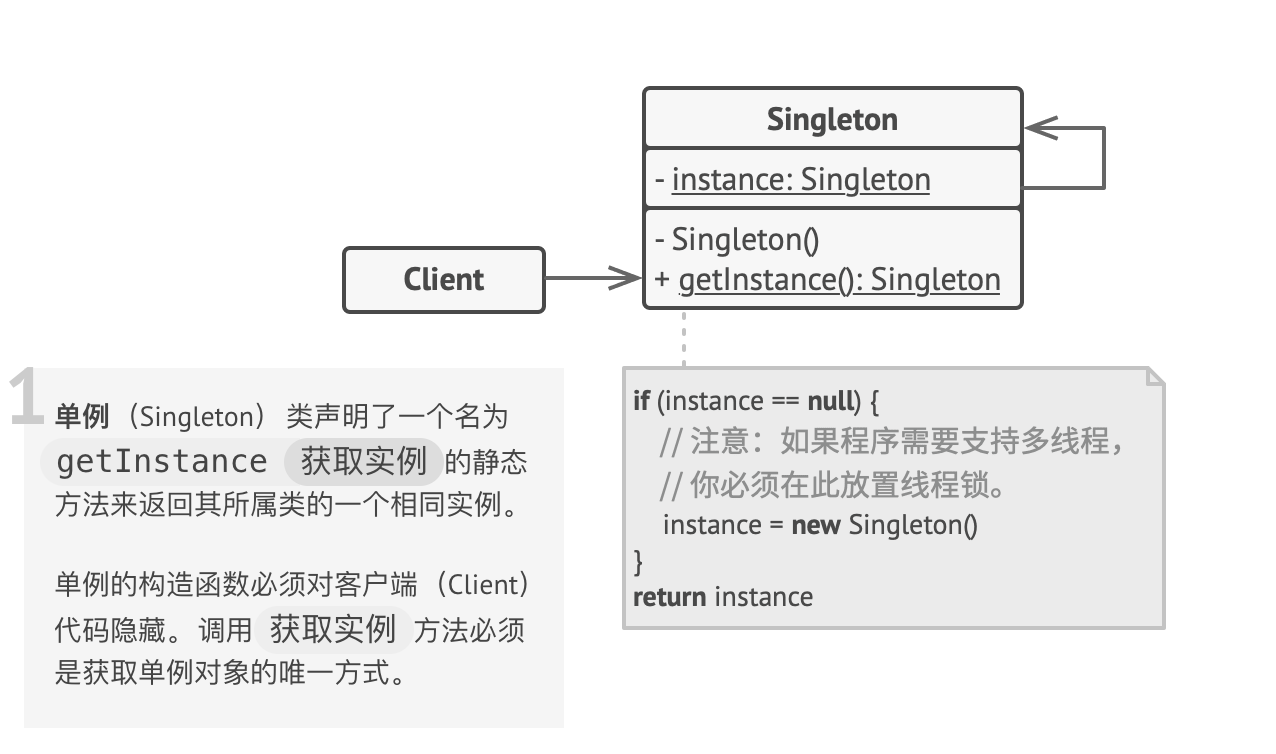 Singleton
- instance: Singleton
- Singleton()
+ getInstance(): Singleton
Client
1
单例（Singleton） 类声明了一个名为
getInstance 获取实例 的静态
方法来返回其所属类的一个相同实例。
单例的构造函数必须对客户端（Client）
代码隐藏。调用 获取实例 方法必须
是获取单例对象的唯一方式。
if (instance == null) {
// 注意：如果程序需要支持多线程，
// 你必须在此放置线程锁。
instance = new Singleton()
}
return instance